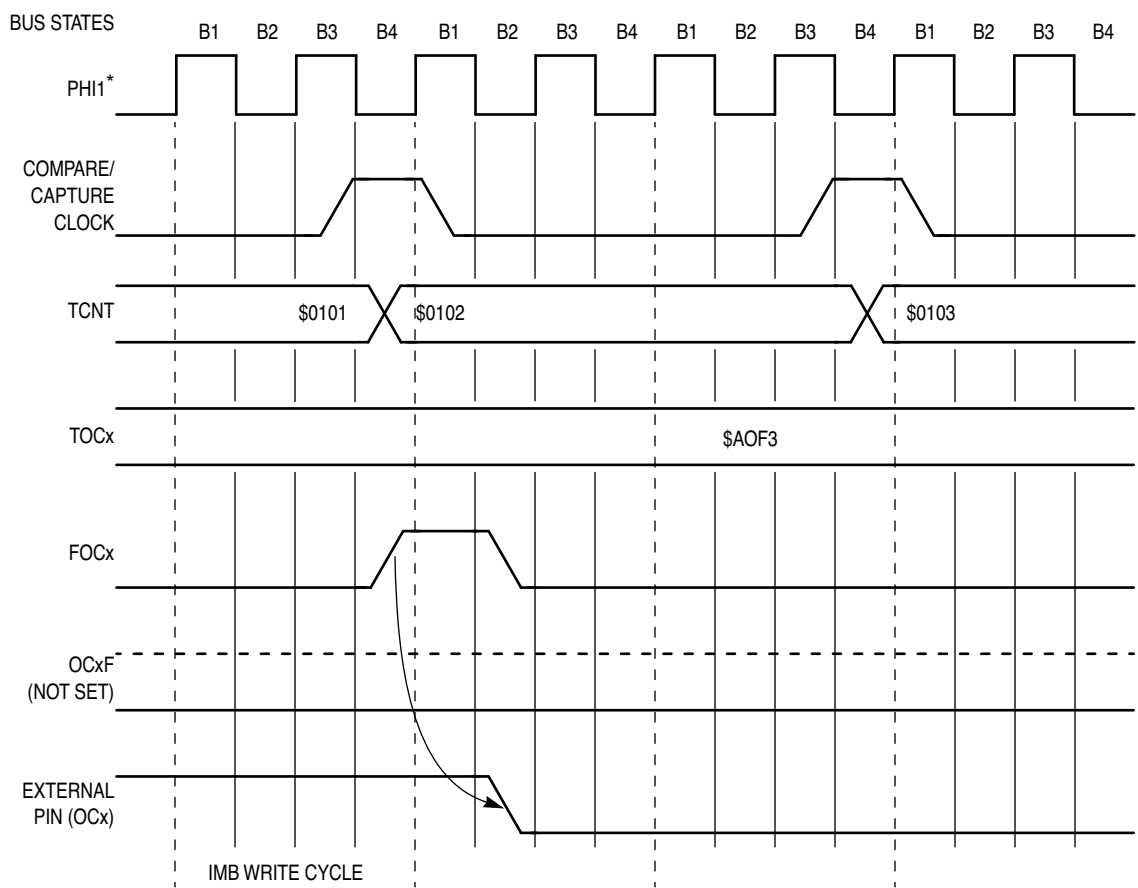 BUS STATES B1 B2 B3 B4 B1 B2 B3 B4 B1 B2 B3 B4 B1 B2 B3 B4
PHI1*
COMPARE/
CAPTURE
CLOCK
TCNT $0101 $0102 $0103
TOCx $AOF3
FOCx
OCxF
(NOT SET)
EXTERNAL
PIN (OCx)
IMB WRITE CYCLE